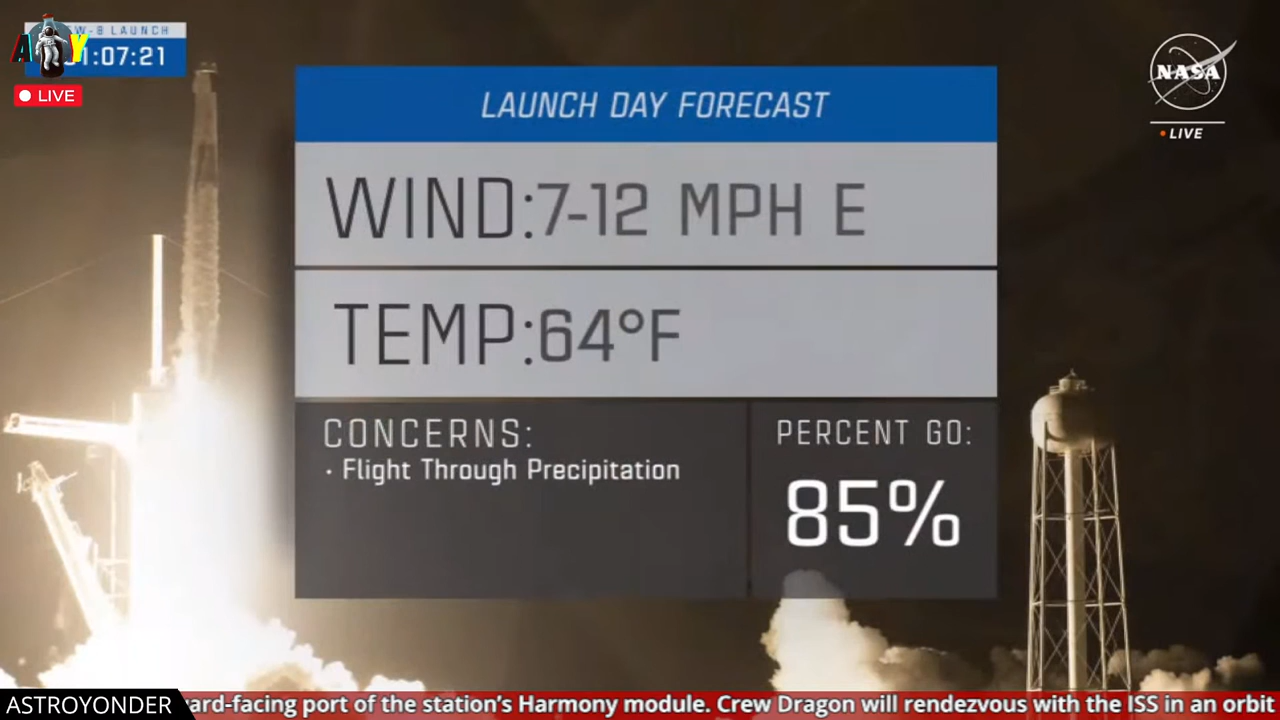 W-8 LAUNCH
1:07:21
A Y
LIVE
NASA
LIVE
LAUNCH DAY FORECAST
WIND:7-12 MPH E
TEMP:64°F
CONCERNS:
· Flight Through Precipitation
PERCENT GO:
85%
ASTROYONDER
ard-facing port of the station's Harmony module. Crew Dragon will rendezvous with the ISS in an orbit